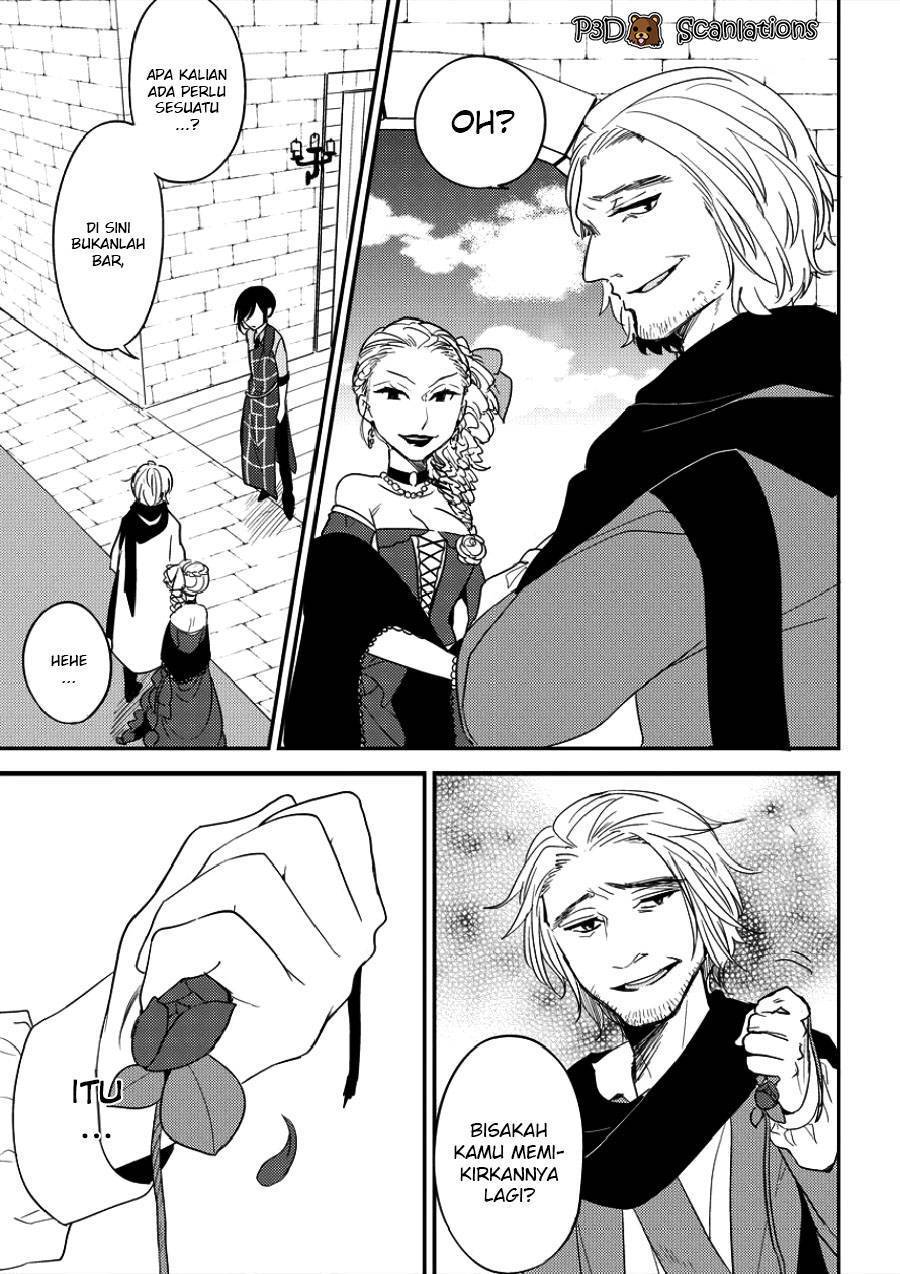 P3D Scanlations
OH?
APA KALIAN
ADA PERLU
SESUATU
...?
DI SINI
BUKANLAH
BAR,
HEHE
...
BISAKAH
KAMU MEMI-
KIRKANNYA
LAGI?
ITU
...